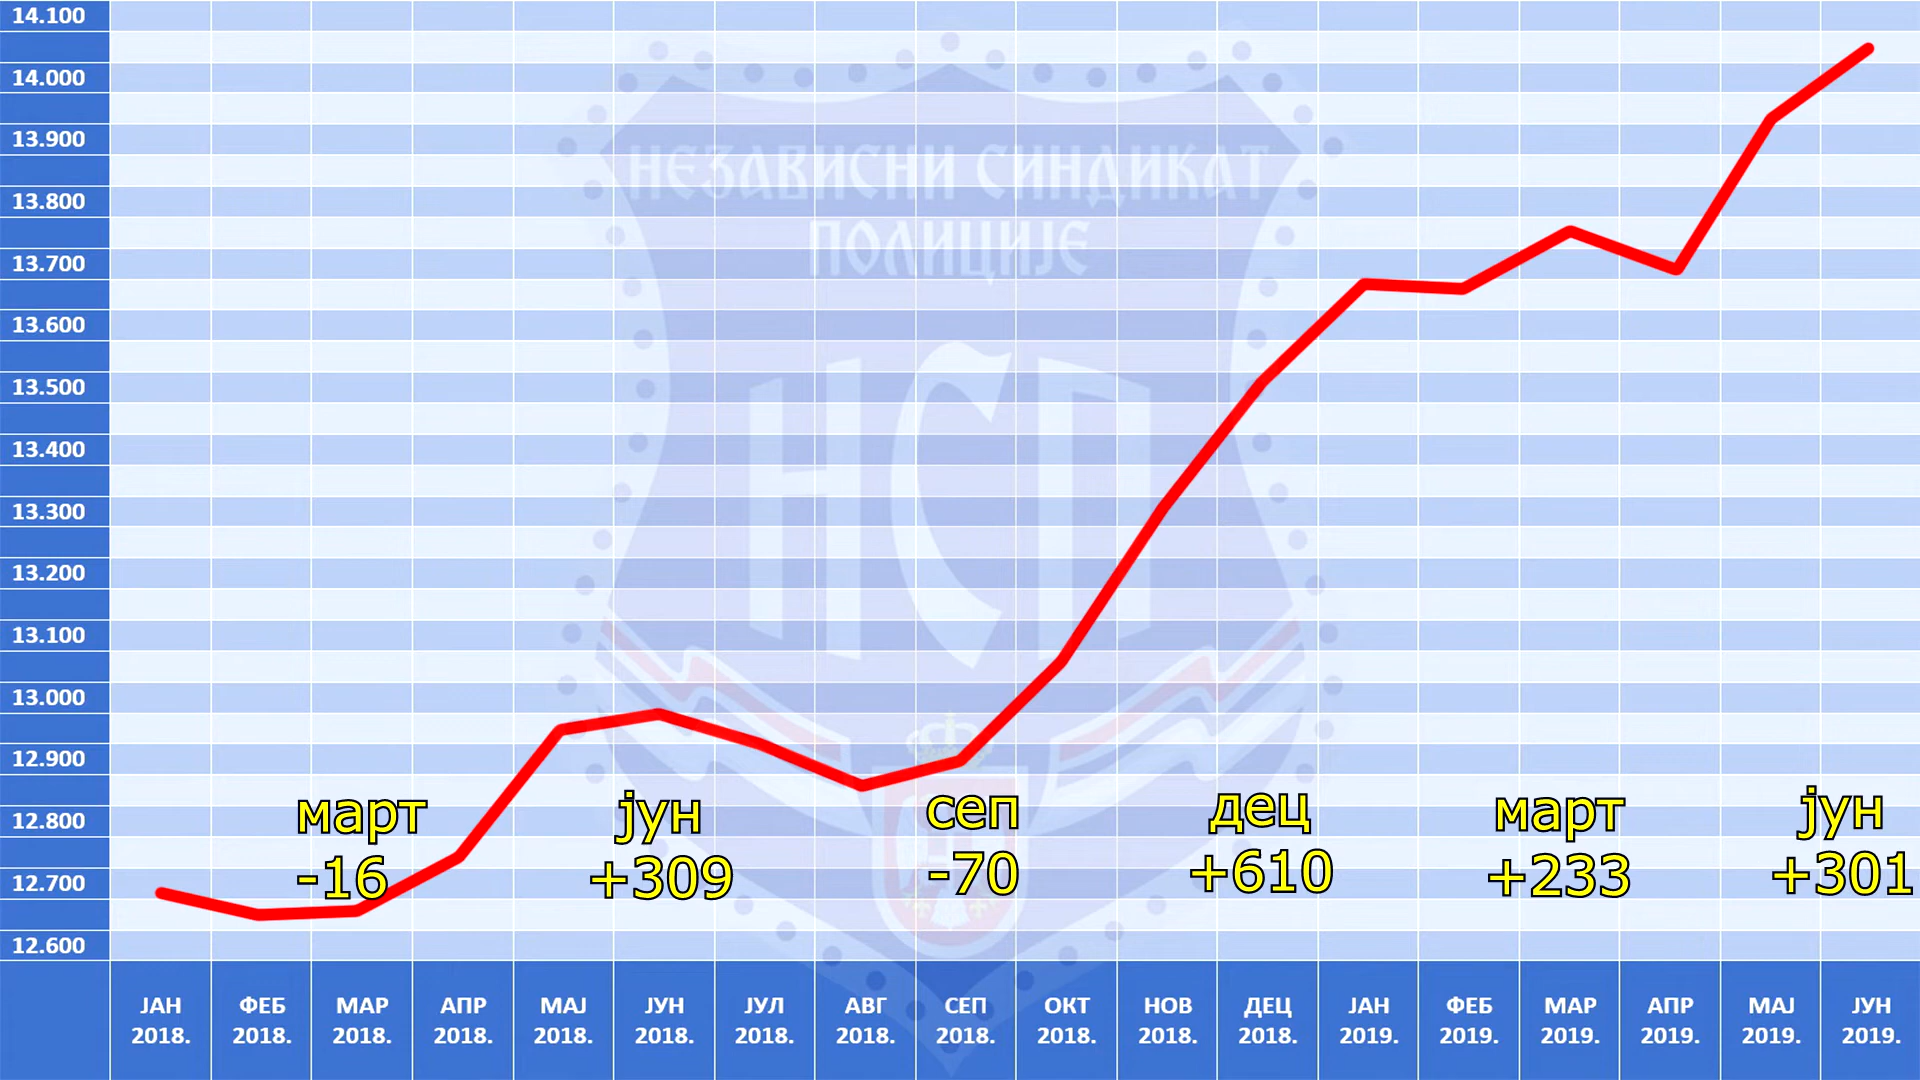 14.100
14.000
13.900
13.800
13.700
13.600
13.500
13.400
13.300
13.200
13.100
13.000
12.900
12.800
12.700
12.600
НЕЗАВИСНИ СИНДИКАТ
ПОЛИЦИЈЕ
НСП
март јун сеп дец март јун
-16 +309 -70 +610 +233 +301
ЈАН ФЕБ МАР АПР МАЈ ЈУН ЈУЛ АВГ СЕП ОКТ НОВ ДЕЦ ЈАН ФЕБ МАР АПР МАЈ ЈУН
2018. 2018. 2018. 2018. 2018. 2018. 2018. 2018. 2018. 2018. 2018. 2018. 2019. 2019. 2019. 2019. 2019. 2019.